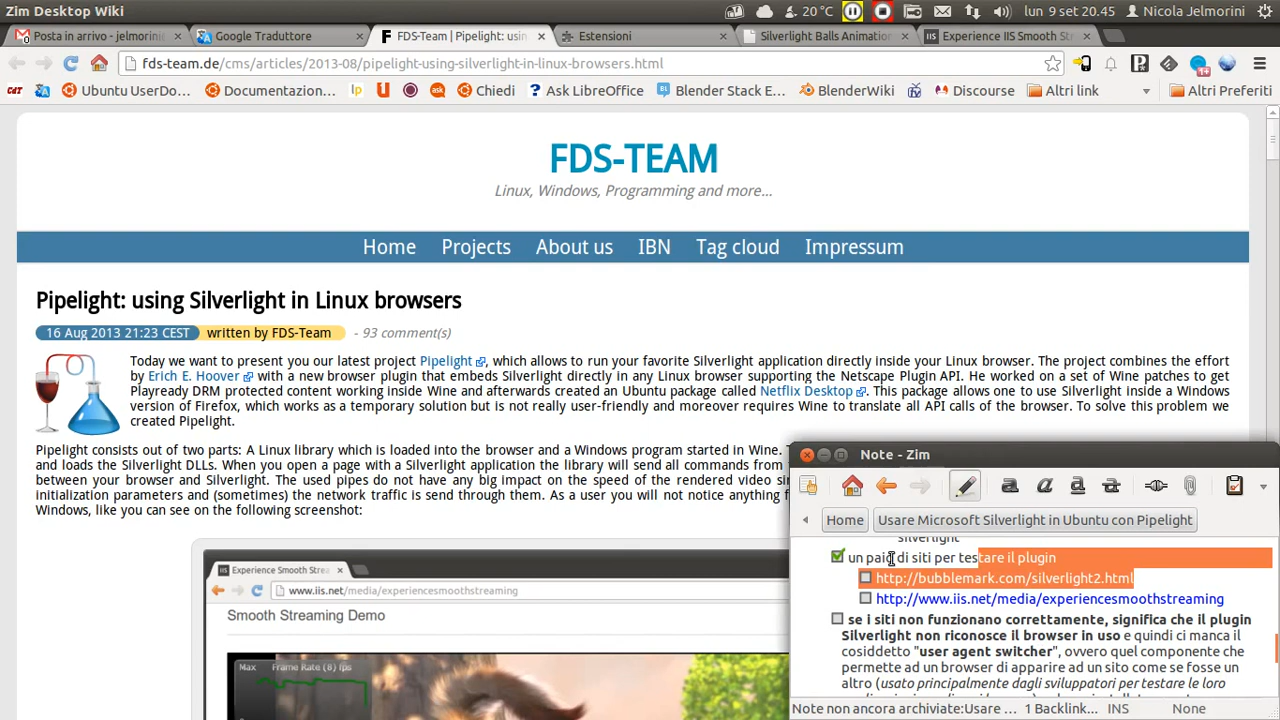 Zim Desktop Wiki
20 °C
lun 9 set 20.45
Nicola Jelmorini
Posta in arrivo - jelmorini
Google Traduttore
FDS-Team | Pipelight: usin
Estensioni
Silverlight Balls Animation
Experience IIS Smooth St
fds-team.de/cms/articles/2013-08/pipelight-using-silverlight-in-linux-browsers.html
CAT
Ubuntu UserDo...
Documentazion...
lp
ask
Chiedi
Ask LibreOffice
Blender Stack E...
BlenderWiki
Discourse
Altri link
Altri Preferiti
FDS-TEAM
Linux, Windows, Programming and more...
Home Projects About us IBN Tag cloud Impressum
Pipelight: using Silverlight in Linux browsers
16 Aug 2013 21:23 CEST written by FDS-Team - 93 comment(s)
Today we want to present you our latest project Pipelight, which allows to run your favorite Silverlight application directly inside your Linux browser. The project combines the effort
by Erich E. Hoover with a new browser plugin that embeds Silverlight directly in any Linux browser supporting the Netscape Plugin API. He worked on a set of Wine patches to get
Playready DRM protected content working inside Wine and afterwards created an Ubuntu package called Netflix Desktop. This package allows one to use Silverlight inside a Windows
version of Firefox, which works as a temporary solution but is not really user-friendly and moreover requires Wine to translate all API calls of the browser. To solve this problem we
created Pipelight.
Pipelight consists out of two parts: A Linux library which is loaded into the browser and a Windows program started in Wine.
and loads the Silverlight DLLs. When you open a page with a Silverlight application the library will send all commands from
between your browser and Silverlight. The used pipes do not have any big impact on the speed of the rendered video
initialization parameters and (sometimes) the network traffic is send through them. As a user you will not notice anything
Windows, like you can see on the following screenshot:
Experience Smooth Strea
www.iis.net/media/experiencesmoothstreaming
Smooth Streaming Demo
Max Frame Rate (8) fps
Note - Zim
Home
Usare Microsoft Silverlight in Ubuntu con Pipelight
silverlight
un paio di siti per testare il plugin
http://bubblemark.com/silverlight2.html
http://www.iis.net/media/experiencesmoothstreaming
se i siti non funzionano correttamente, significa che il plugin
Silverlight non riconosce il browser in uso e quindi ci manca il
cosiddetto "user agent switcher", ovvero quel componente che
permette ad un browser di apparire ad un sito come se fosse un
altro (usato principalmente dagli sviluppatori per testare le loro
Note non ancora archiviate:Usare ... 1 Backlink... INS None